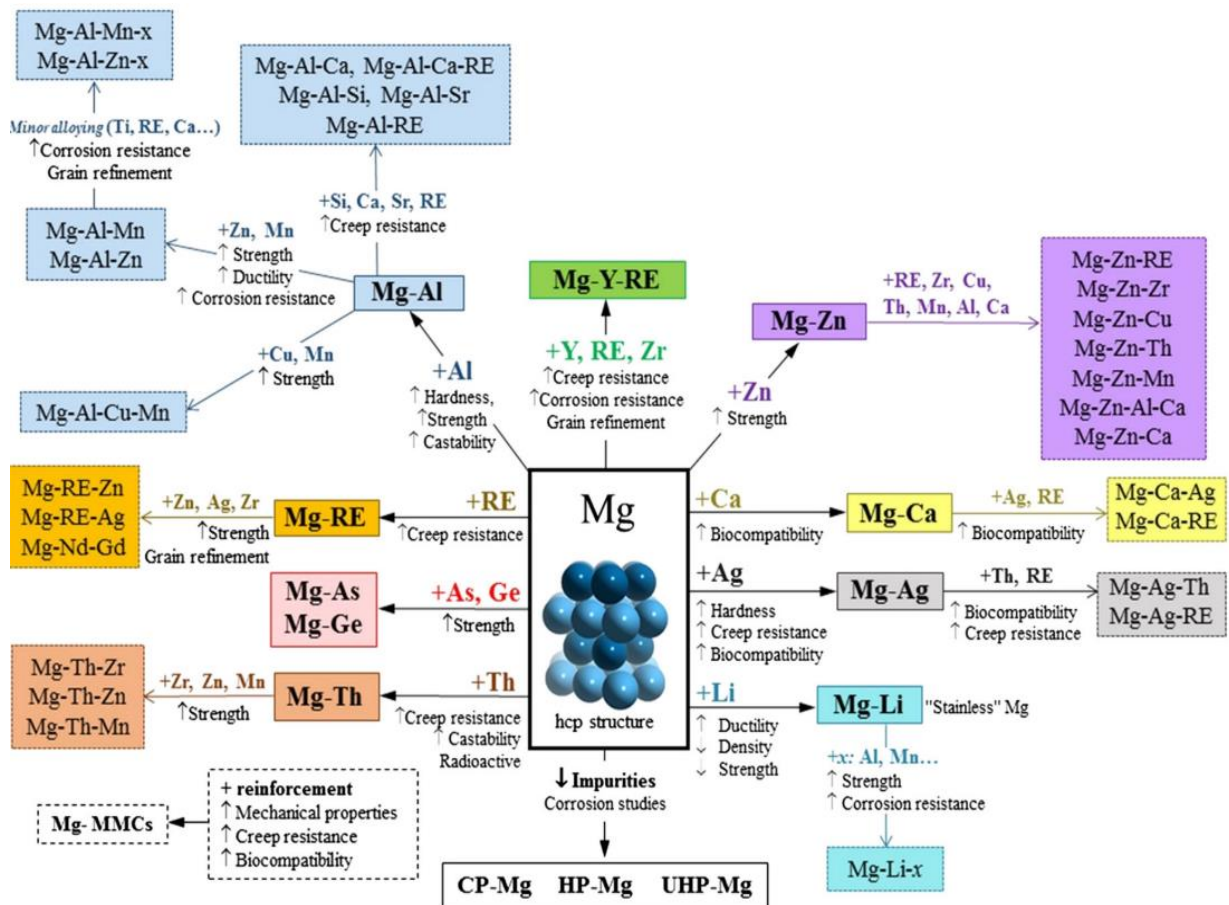 Mg-Al-Mn-x
Mg-Al-Zn-x
Minor alloying (Ti, RE, Ca…)
↑Corrosion resistance
Grain refinement
Mg-Al-Mn
Mg-Al-Zn
Mg-Al-Ca, Mg-Al-Ca-RE
Mg-Al-Si, Mg-Al-Sr
Mg-Al-RE
+Si, Ca, Sr, RE
↑Creep resistance
+Zn, Mn
↑ Strength
↑ Ductility
↑ Corrosion resistance
Mg-Al
+Cu, Mn
↑ Strength
Mg-Al-Cu-Mn
+Al
↑ Hardness,
↑Strength
↑ Castability
Mg-Y-RE
+Y, RE, Zr
↑Creep resistance
↑Corrosion resistance
Grain refinement
Mg-Zn
+Zn
↑ Strength
+RE, Zr, Cu,
Th, Mn, Al, Ca
Mg-Zn-RE
Mg-Zn-Zr
Mg-Zn-Cu
Mg-Zn-Th
Mg-Zn-Mn
Mg-Zn-Al-Ca
Mg-Zn-Ca
Mg-RE-Zn
Mg-RE-Ag
Mg-Nd-Gd
+Zn, Ag, Zr
↑Strength
Grain refinement
Mg-RE
+RE
↑Creep resistance
Mg-As
Mg-Ge
+As, Ge
↑Strength
Mg-Th-Zr
Mg-Th-Zn
Mg-Th-Mn
+Zr, Zn, Mn
↑Strength
Mg-Th
+Th
↑Creep resistance
↑ Castability
Radioactive
Mg
hcp structure
+Ca
↑ Biocompatibility
Mg-Ca
+Ag, RE
↑ Biocompatibility
Mg-Ca-Ag
Mg-Ca-RE
+Ag
↑ Hardness
↑ Creep resistance
↑ Biocompatibility
Mg-Ag
+Th, RE
↑ Biocompatibility
↑ Creep resistance
Mg-Ag-Th
Mg-Ag-RE
+Li
↑ Ductility
↓ Density
↓ Strength
Mg-Li
"Stainless" Mg
+x: Al, Mn…
↑ Strength
↑ Corrosion resistance
Mg-Li-x
Mg- MMCs
+ reinforcement
↑ Mechanical properties
↑ Creep resistance
↑ Biocompatibility
↓ Impurities
Corrosion studies
CP-Mg HP-Mg UHP-Mg